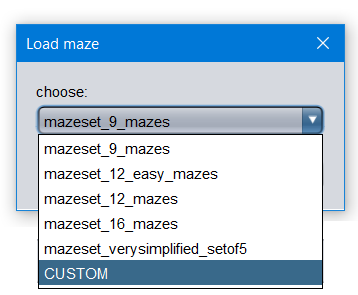 Load maze
choose:
mazeset_9_mazes
mazeset_9_mazes
mazeset_12_easy_mazes
mazeset_12_mazes
mazeset_16_mazes
mazeset_verysimplified_setof5
CUSTOM